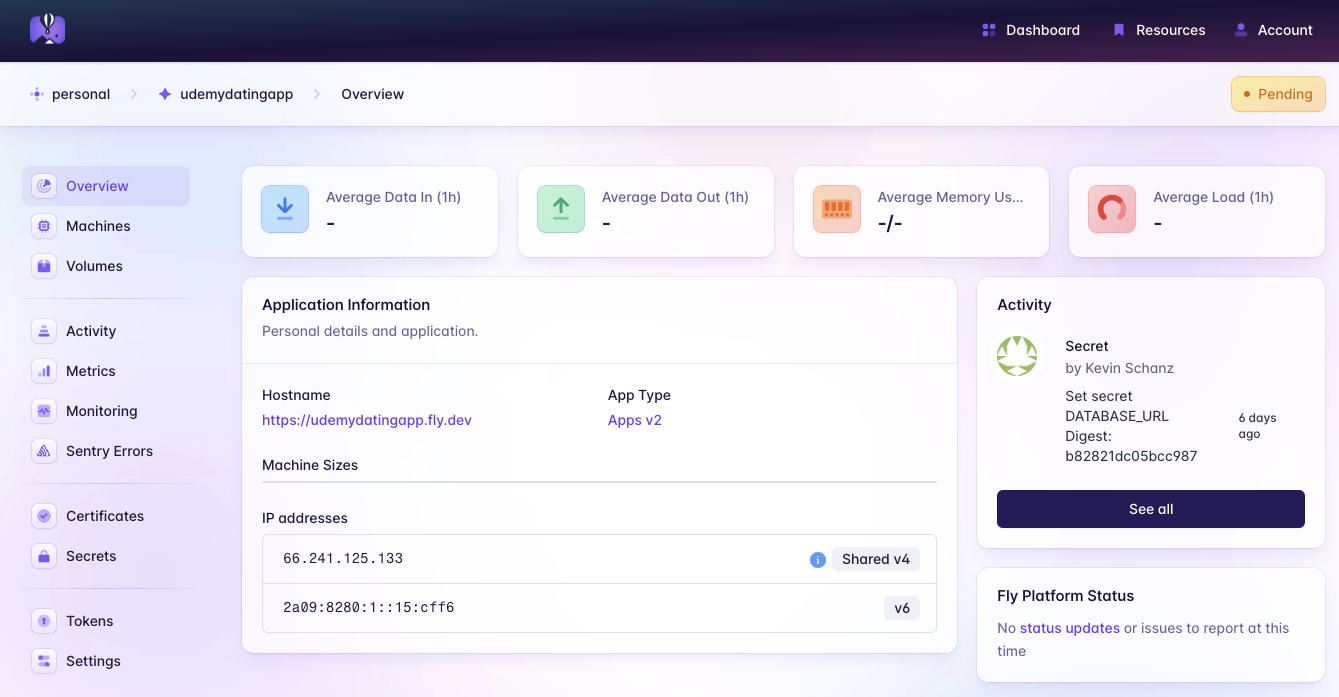 Dashboard
Resources
Account
personal
udemydatingapp
Overview
Pending
Overview
Machines
Volumes
Activity
Metrics
Monitoring
Sentry Errors
Certificates
Secrets
Tokens
Settings
Average Data In (1h)
-
Average Data Out (1h)
-
Average Memory Us...
-/-
Average Load (1h)
-
Application Information
Personal details and application.
Hostname
https://udemydatingapp.fly.dev
App Type
Apps v2
Machine Sizes
IP addresses
66.241.125.133
Shared v4
2a09:8280:1::15:cff6
v6
Activity
Secret
by Kevin Schanz
Set secret
DATABASE_URL
Digest:
b82821dc05bcc987
6 days
ago
See all
Fly Platform Status
No status updates or issues to report at this
time